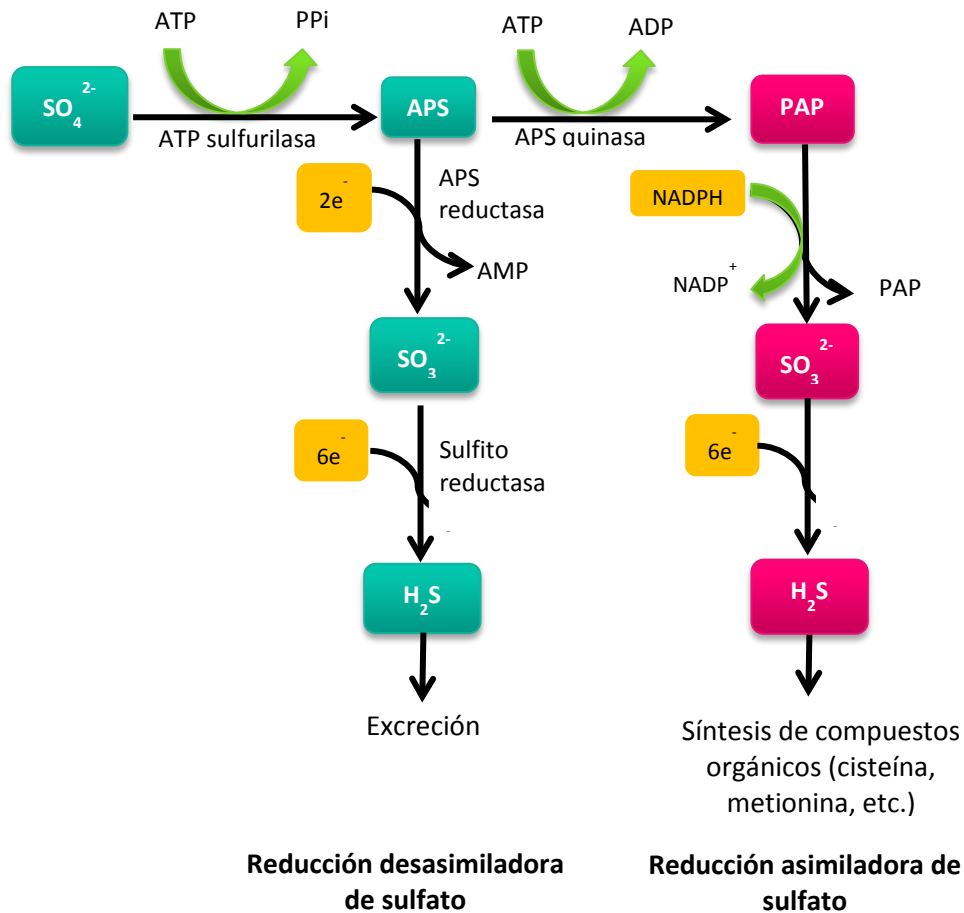 ATP
PPi
ATP
ADP
SO₄²⁻
APS
PAP
ATP sulfurilasa
APS quinasa
2e⁻
APS
reductasa
AMP
NADPH
NADP⁺
PAP
SO₃²⁻
SO₃²⁻
6e⁻
Sulfito
reductasa
6e⁻
H₂S
H₂S
Excreción
Síntesis de compuestos
orgánicos (cisteína,
metionina, etc.)
Reducción desasimiladora
de sulfato
Reducción asimiladora de
sulfato